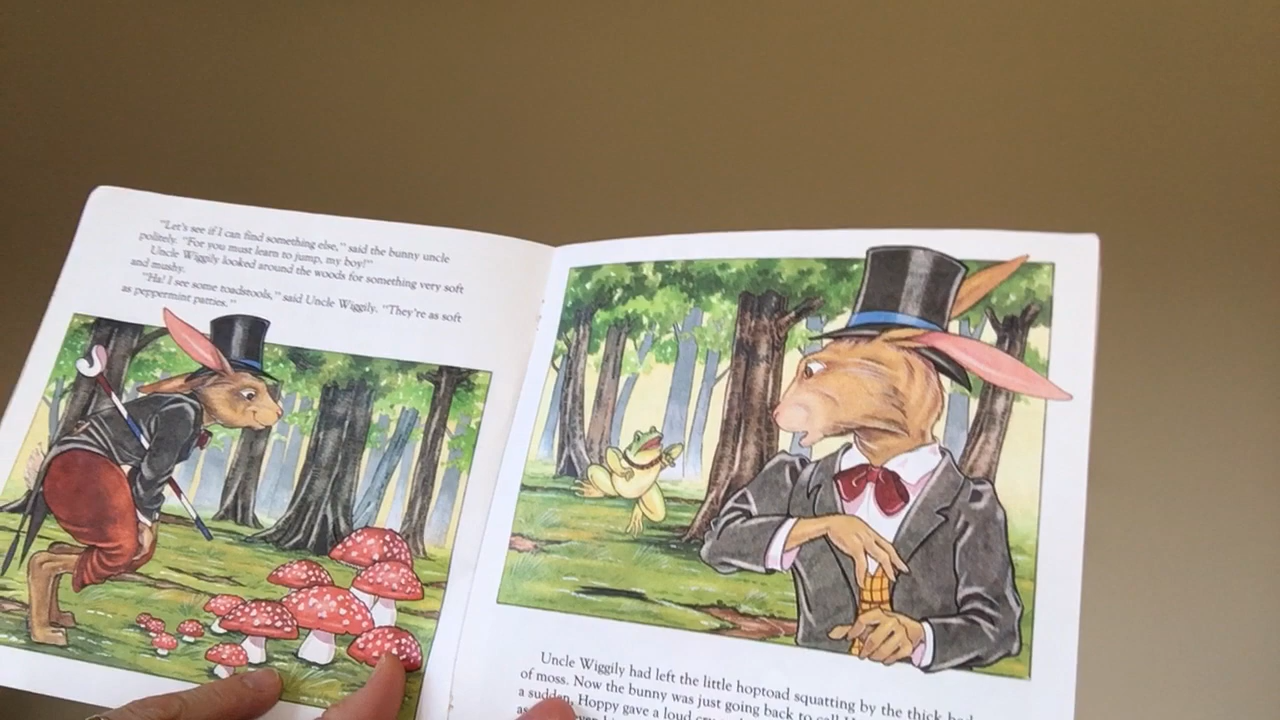 "Let's see if I can find something else," said the bunny uncle
politely. "For you must learn to jump, my boy!"
Uncle Wiggily looked around the woods for something very soft
and mushy.
"Ha! I see some toadstools," said Uncle Wiggily. "They're as soft
as peppermint patties."
Uncle Wiggily had left the little hoptoad squatting by the thick
of moss. Now the bunny was just going back to call
a sudden, Hoppy gave a loud